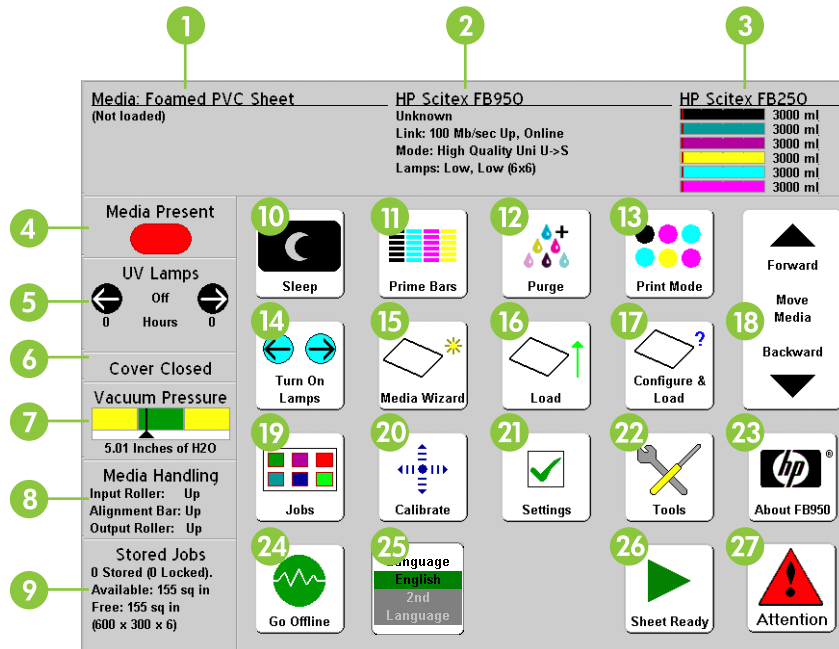 1
2
3
Media: Foamed PVC Sheet
(Not loaded)
HP Scitex FB950
Unknown
Link: 100 Mb/sec Up, Online
Mode: High Quality Uni U->S
Lamps: Low, Low (6x6)
HP Scitex FB250
3000 ml
3000 ml
3000 ml
3000 ml
3000 ml
3000 ml
4
Media Present
5
UV Lamps
Off
0 Hours 0
6
Cover Closed
7
Vacuum Pressure
5.01 Inches of H2O
8
Media Handling
Input Roller: Up
Alignment Bar: Up
Output Roller: Up
9
Stored Jobs
0 Stored (0 Locked).
Available: 155 sq in
Free: 155 sq in
(600 x 300 x 6)
10
Sleep
11
Prime Bars
12
Purge
13
Print Mode
14
Turn On
Lamps
15
Media Wizard
16
Load
17
?
Configure &
Load
18
Forward
Move
Media
Backward
19
Jobs
20
Calibrate
21
Settings
22
Tools
23
hp
®
About FB950
24
Go Offline
25
Language
English
2nd
Language
26
Sheet Ready
27
!
Attention